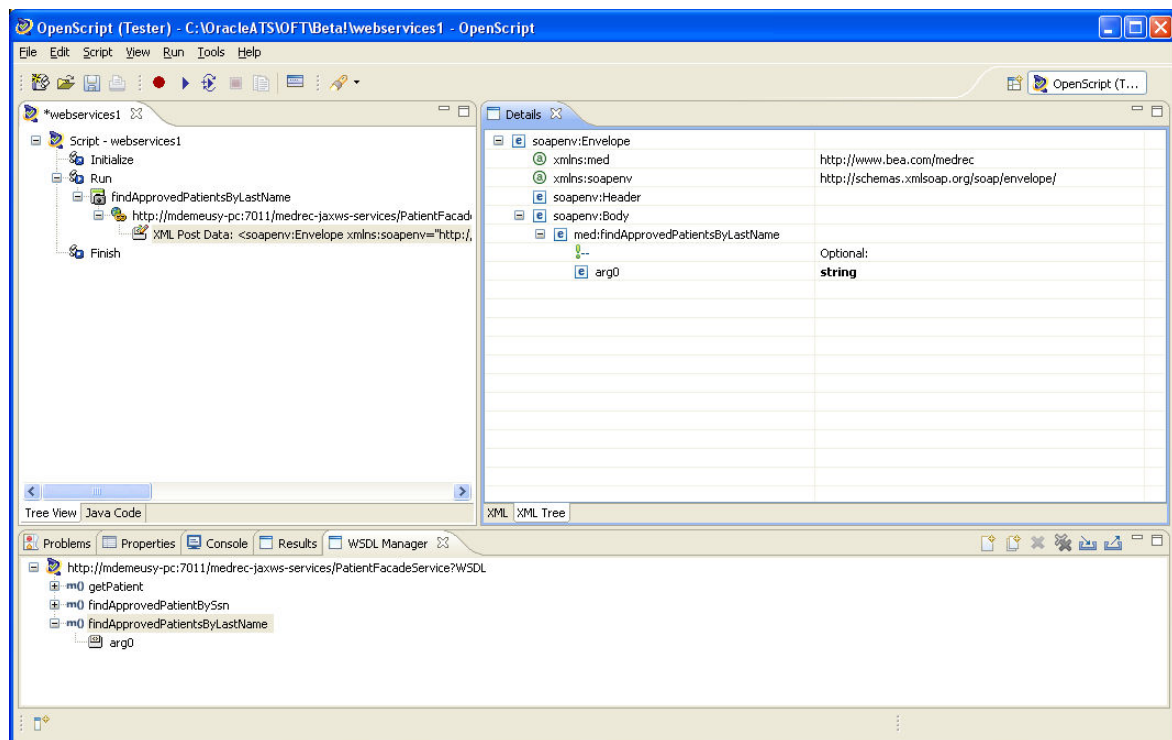 OpenScript (Tester) - C:\OracleATS\OFT\Beta!\webservices1 - OpenScript
File Edit Script View Run Tools Help
OpenScript (T...
*webservices1
Script - webservices1
Initialize
Run
findApprovedPatientsByLastName
http://mdemeusy-pc:7011/medrec-jaxws-services/PatientFacad
XML Post Data: <soapenv:Envelope xmlns:soapenv="http:/,
Finish
Tree View Java Code
Details
e soapenv:Envelope
a xmlns:med http://www.bea.com/medrec
a xmlns:soapenv http://schemas.xmlsoap.org/soap/envelope/
e soapenv:Header
e soapenv:Body
e med:findApprovedPatientsByLastName
!-- Optional:
e arg0 string
XML XML Tree
Problems Properties Console Results WSDL Manager
http://mdemeusy-pc:7011/medrec-jaxws-services/PatientFacadeService?WSDL
m() getPatient
m() findApprovedPatientBySsn
m() findApprovedPatientsByLastName
arg0